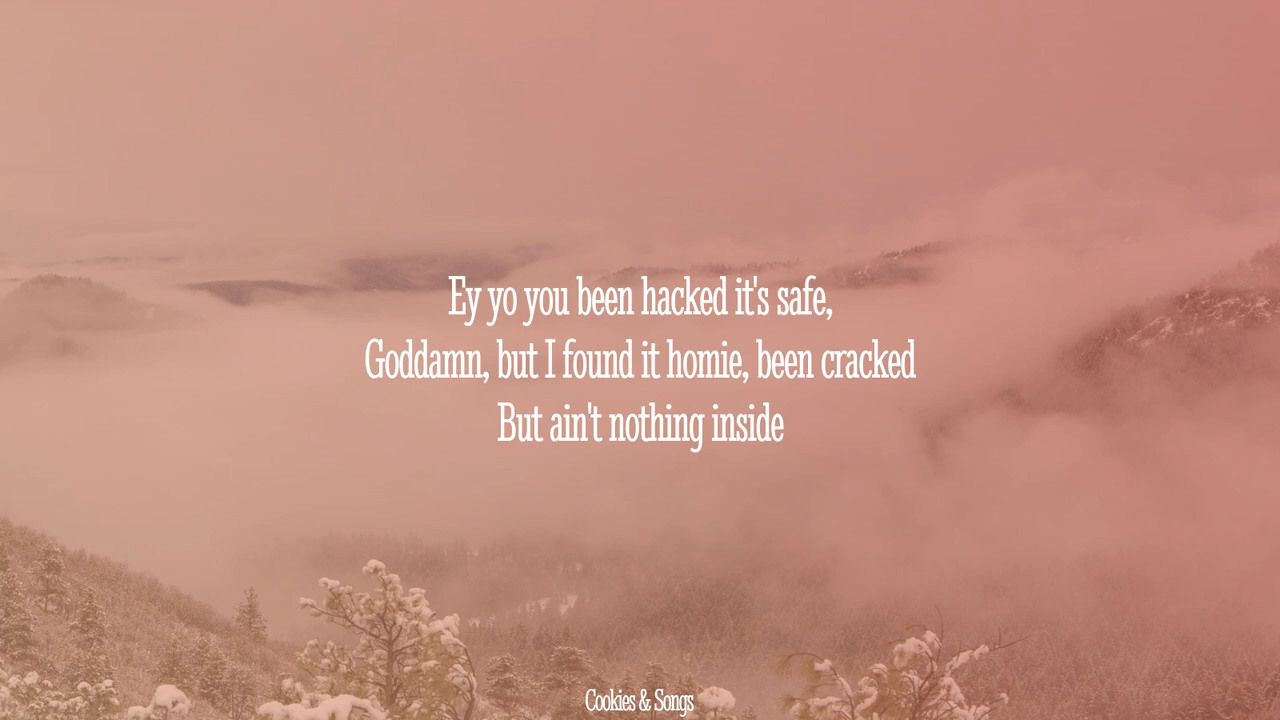 Ey yo you been hacked it's safe,
Goddamn, but I found it homie, been cracked
But ain't nothing inside
Cookies & Songs